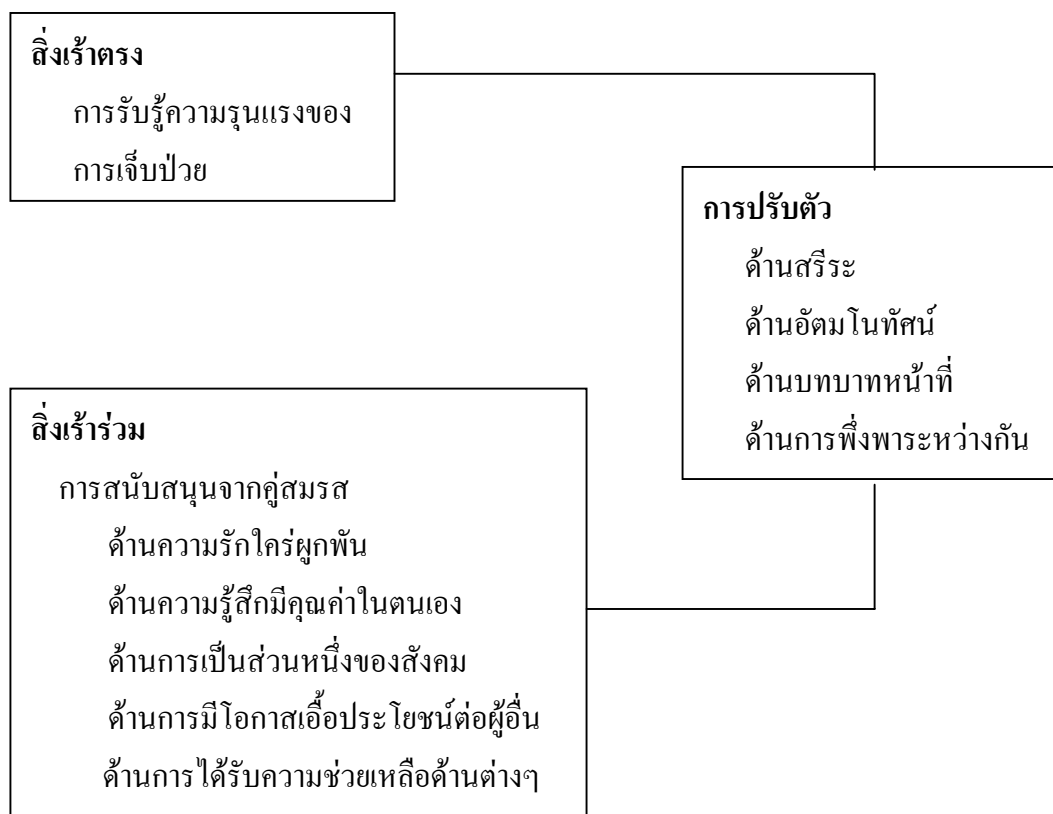 สิ่งเร้าตรง
การรับรู้ความรุนแรงของ
การเจ็บป่วย
การปรับตัว
ด้านสรีระ
ด้านอัตมโนทัศน์
ด้านบทบาทหน้าที่
ด้านการพึ่งพาระหว่างกัน
สิ่งเร้าร่วม
การสนับสนุนจากคู่สมรส
ด้านความรักใคร่ผูกพัน
ด้านความรู้สึกมีคุณค่าในตนเอง
ด้านการเป็นส่วนหนึ่งของสังคม
ด้านการมีโอกาสเอื้อประโยชน์ต่อผู้อื่น
ด้านการได้รับความช่วยเหลือด้านต่างๆ